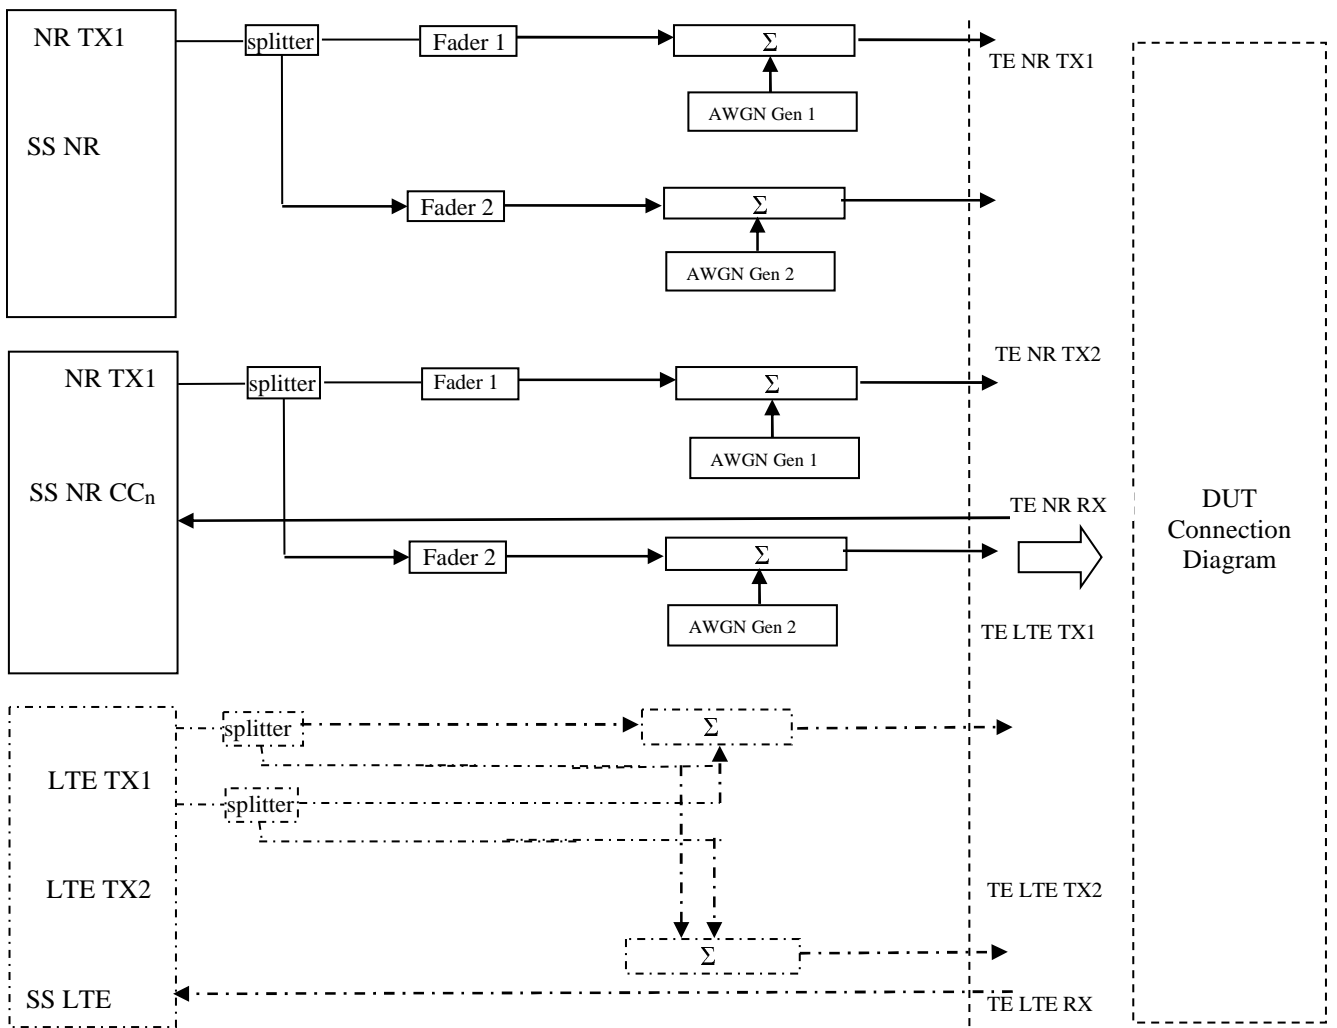 NR TX1
splitter
Fader 1
Σ
TE NR TX1
AWGN Gen 1
SS NR
Fader 2
Σ
AWGN Gen 2
TE NR TX2
NR TX1
splitter
Fader 1
Σ
AWGN Gen 1
SS NR CCn
TE NR RX
DUT
Connection
Diagram
Fader 2
Σ
AWGN Gen 2
TE LTE TX1
splitter
Σ
LTE TX1
splitter
LTE TX2
TE LTE TX2
Σ
SS LTE
TE LTE RX